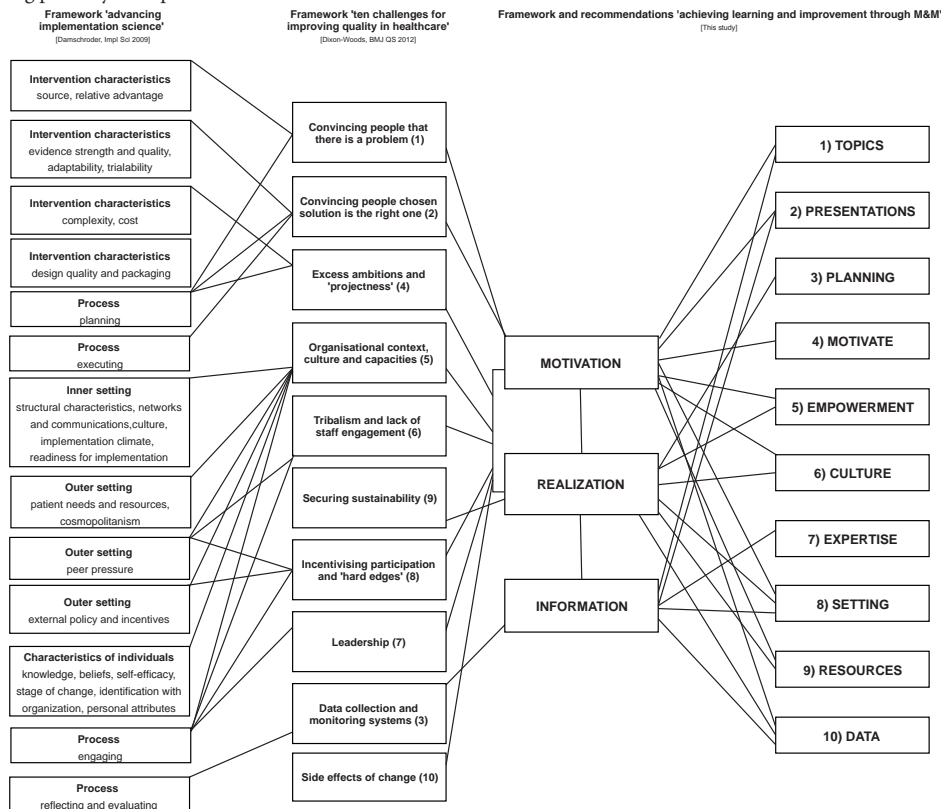 Framework 'advancing
implementation science'
[Damschroder, Impl Sci 2009]
Framework 'ten challenges for
improving quality in healthcare'
[Dixon-Woods, BMJ QS 2012]
Framework and recommendations 'achieving learning and improvement through M&M'
[This study]
Intervention characteristics
source, relative advantage
Intervention characteristics
evidence strength and quality,
adaptability, trialability
Intervention characteristics
complexity, cost
Intervention characteristics
design quality and packaging
Process
planning
Process
executing
Inner setting
structural characteristics, networks
and communications,culture,
implementation climate,
readiness for implementation
Outer setting
patient needs and resources,
cosmopolitanism
Outer setting
peer pressure
Outer setting
external policy and incentives
Characteristics of individuals
knowledge, beliefs, self-efficacy,
stage of change, identification with
organization, personal attributes
Process
engaging
Process
reflecting and evaluating
Convincing people that
there is a problem (1)
Convincing people chosen
solution is the right one (2)
Excess ambitions and
'projectness' (4)
Organisational context,
culture and capacities (5)
Tribalism and lack of
staff engagement (6)
Securing sustainability (9)
Incentivising participation
and 'hard edges' (8)
Leadership (7)
Data collection and
monitoring systems (3)
Side effects of change (10)
MOTIVATION
REALIZATION
INFORMATION
1) TOPICS
2) PRESENTATIONS
3) PLANNING
4) MOTIVATE
5) EMPOWERMENT
6) CULTURE
7) EXPERTISE
8) SETTING
9) RESOURCES
10) DATA